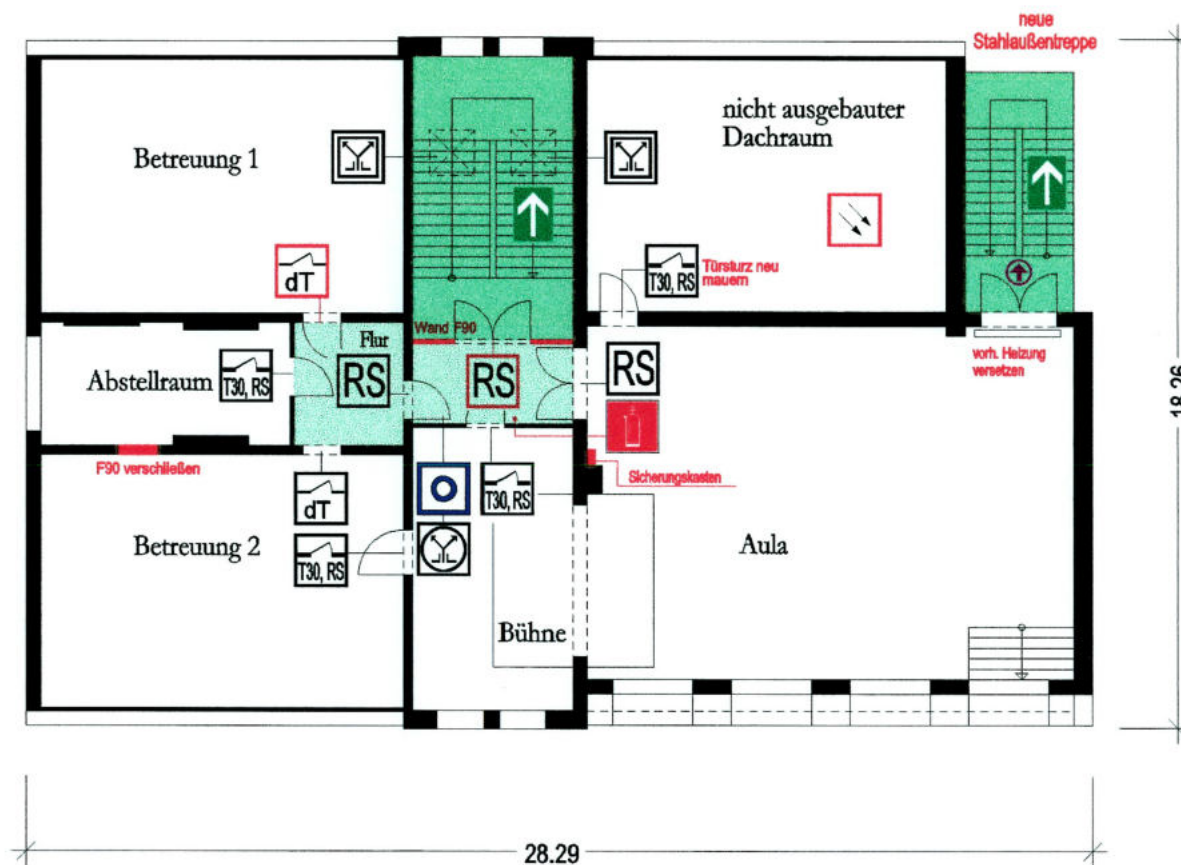 neue
Stahlaußentreppe
Betreuung 1
nicht ausgebauter
Dachraum
dT
T30, RS
Türsturz neu
mauern
Wand F90
Flur
RS
RS
RS
vorh. Heizung
versetzen
Abstellraum
T30, RS
F90 verschließen
Sicherungskasten
dT
T30, RS
Betreuung 2
T30, RS
Aula
Bühne
18.26
28.29